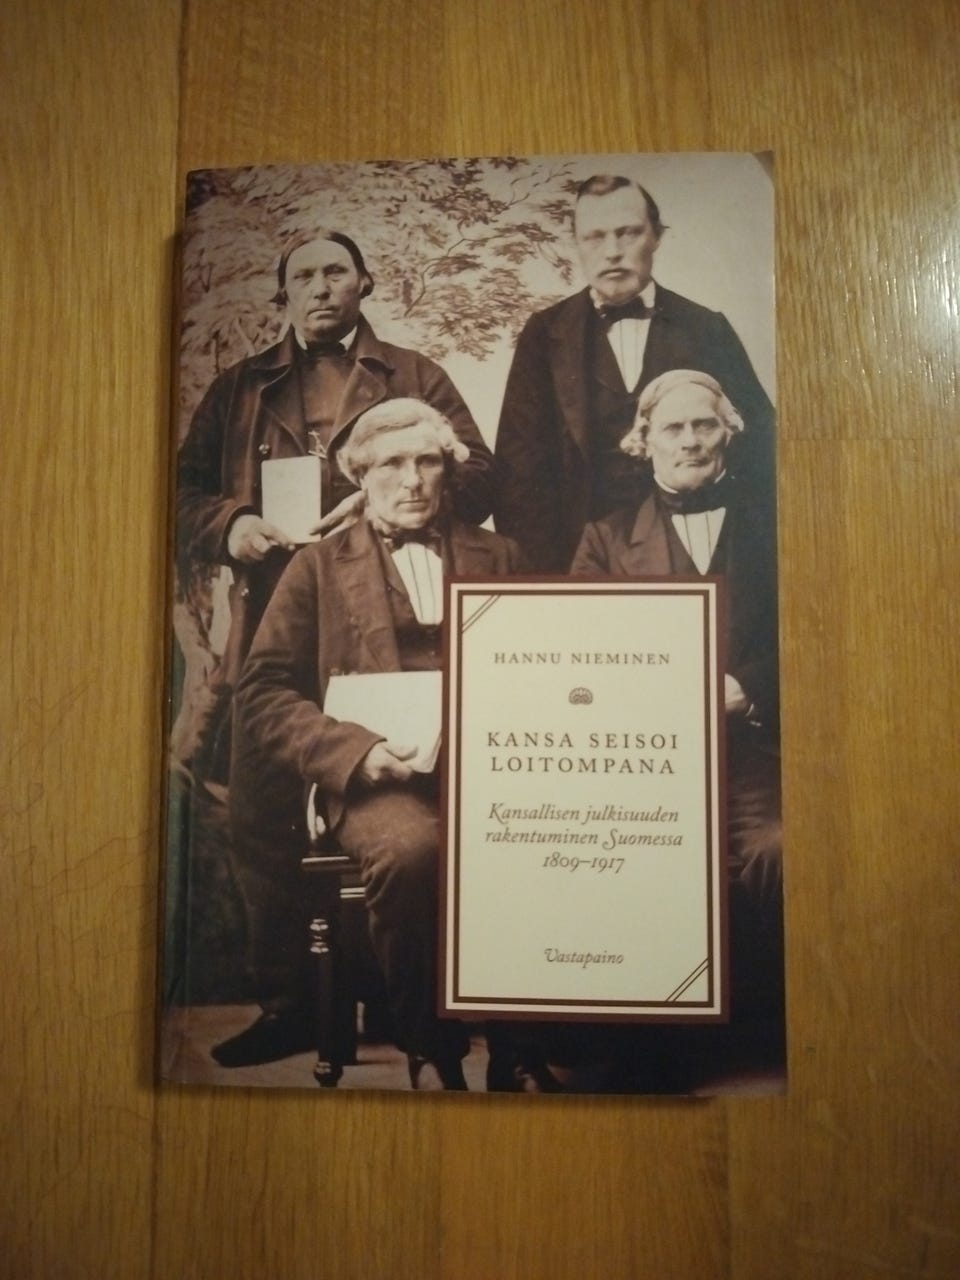 HANNU NIEMINEN
KANSA SEISOI
LOITOMPANA
Kansallisen julkisuuden
rakentuminen Suomessa
1809–1917
Vastapaino